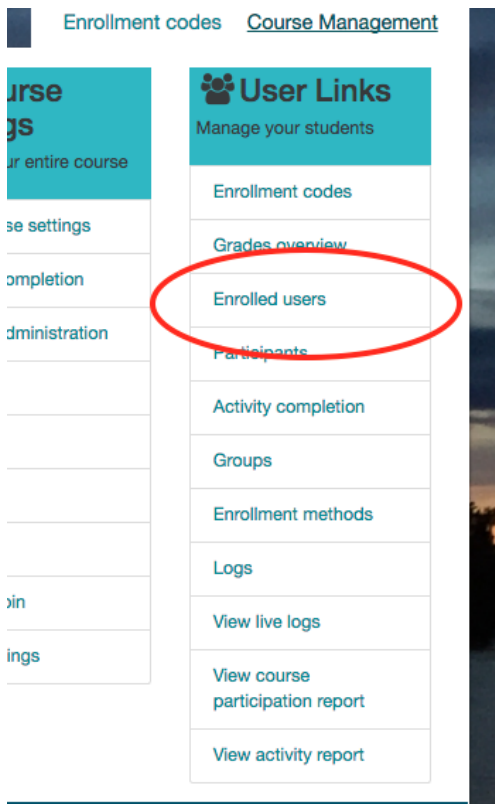 Enrollment codes Course Management
urse
gs
ur entire course
se settings
ompletion
dministration
ings
User Links
Manage your students
Enrollment codes
Grades overview
Enrolled users
Participants
Activity completion
Groups
Enrollment methods
Logs
View live logs
View course
participation report
View activity report